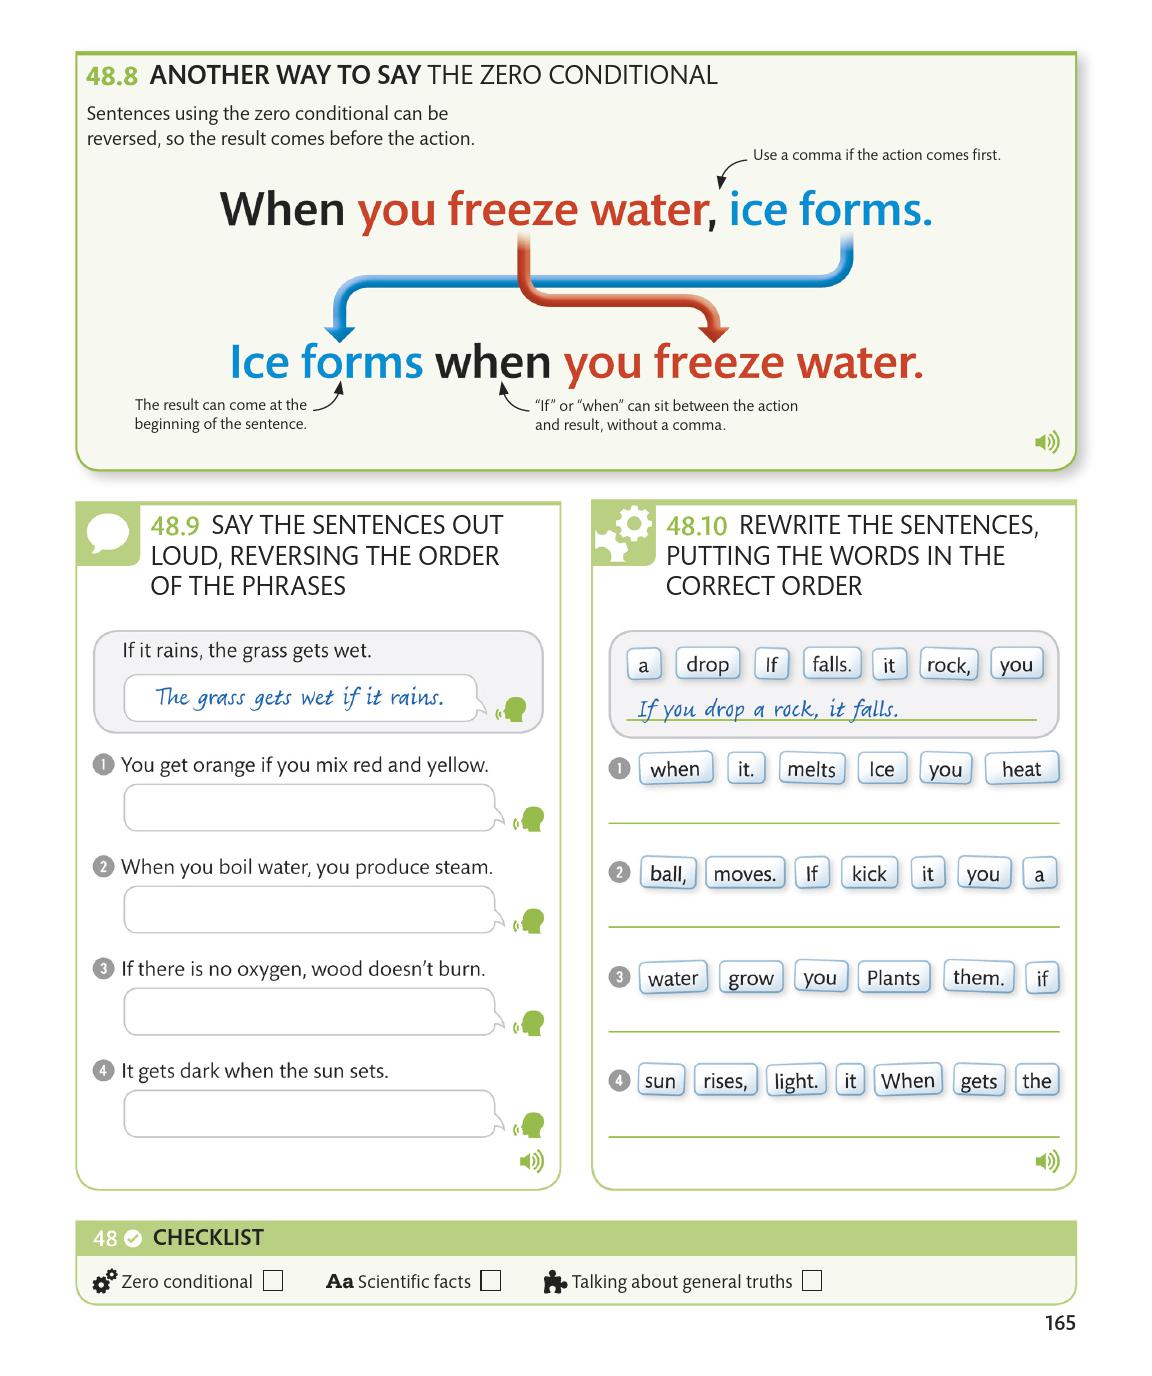 48.8 ANOTHER WAY TO SAY THE ZERO CONDITIONAL
Sentences using the zero conditional can be
reversed, so the result comes before the action.
Use a comma if the action comes first.
When you freeze water, ice forms.
Ice forms when you freeze water.
The result can come at the
beginning of the sentence.
“If” or “when” can sit between the action
and result, without a comma.
48.9 SAY THE SENTENCES OUT
LOUD, REVERSING THE ORDER
OF THE PHRASES
If it rains, the grass gets wet.
The grass gets wet if it rains.
1 You get orange if you mix red and yellow.
2 When you boil water, you produce steam.
3 If there is no oxygen, wood doesn’t burn.
4 It gets dark when the sun sets.
48.10 REWRITE THE SENTENCES,
PUTTING THE WORDS IN THE
CORRECT ORDER
a drop If falls. it rock, you
If you drop a rock, it falls.
1 when it. melts Ice you heat
2 ball, moves. If kick it you a
3 water grow you Plants them. if
4 sun rises, light. it When gets the
48 CHECKLIST
Zero conditional Aa Scientific facts Talking about general truths
165